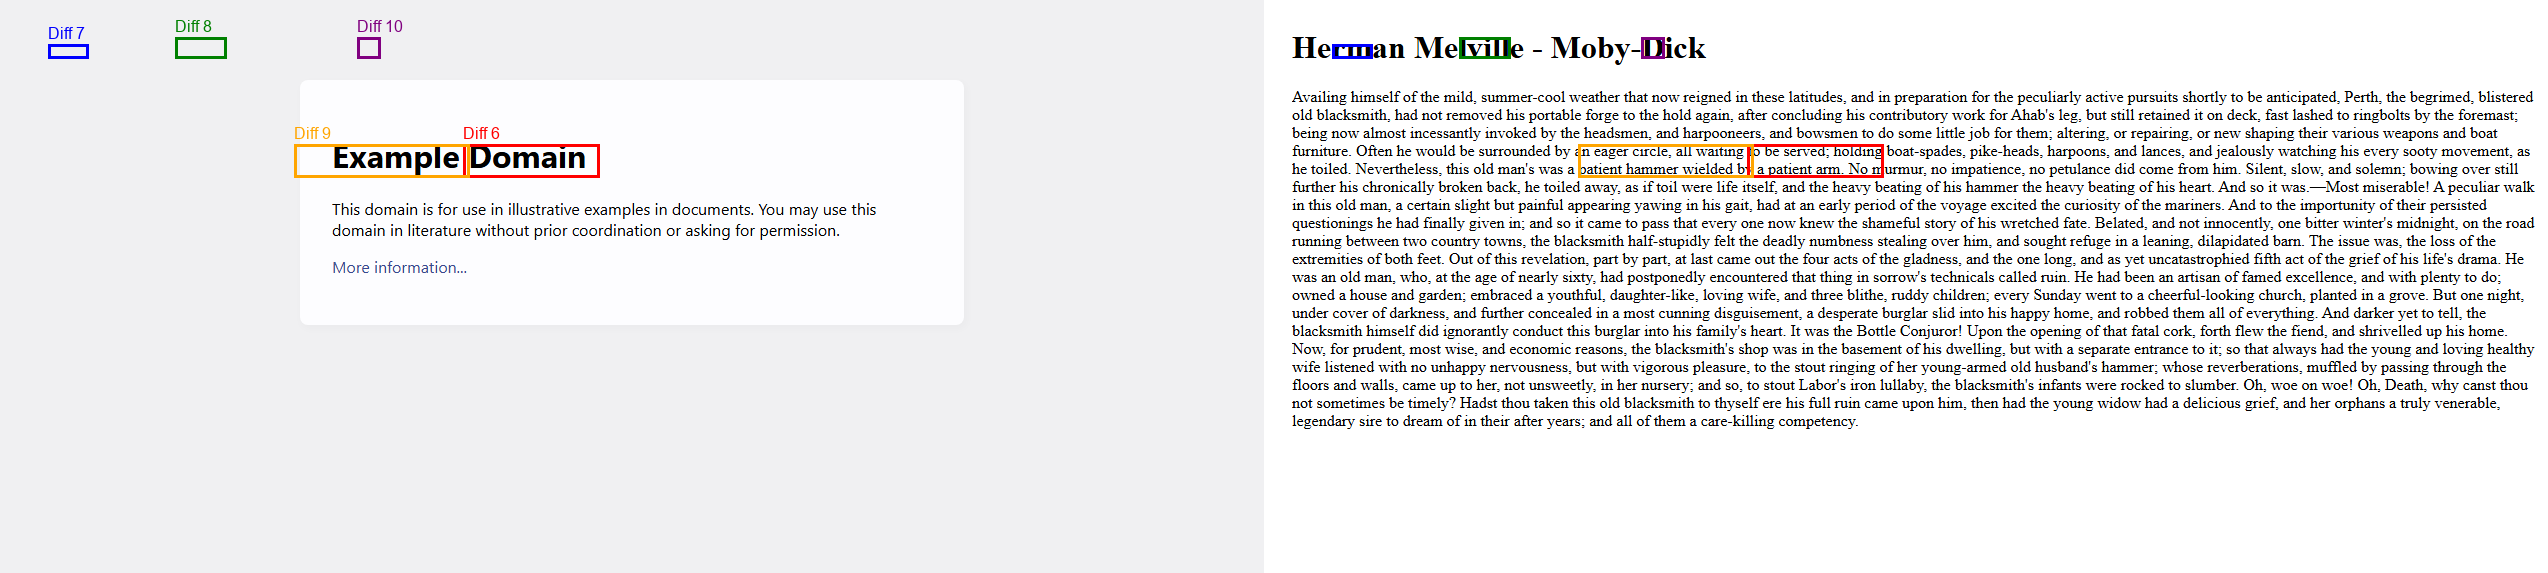 Diff 7
Diff 8
Diff 10
Diff 9
Diff 6
Example Domain
This domain is for use in illustrative examples in documents. You may use this
domain in literature without prior coordination or asking for permission.
More information...
Herman Melville - Moby-Dick
Availing himself of the mild, summer-cool weather that now reigned in these latitudes, and in preparation for the peculiarly active pursuits shortly to be anticipated, Perth, the begrimed, blistered
old blacksmith, had not removed his portable forge to the hold again, after concluding his contributory work for Ahab's leg, but still retained it on deck, fast lashed to ringbolts by the foremast;
being now almost incessantly invoked by the headsmen, and harpooneers, and bowsmen to do some little job for them; altering, or repairing, or new shaping their various weapons and boat
furniture. Often he would be surrounded by an eager circle, all waiting to be served; holding boat-spades, pike-heads, harpoons, and lances, and jealously watching his every sooty movement, as
he toiled. Nevertheless, this old man's was a patient hammer wielded by a patient arm. No murmur, no impatience, no petulance did come from him. Silent, slow, and solemn; bowing over still
further his chronically broken back, he toiled away, as if toil were life itself, and the heavy beating of his hammer the heavy beating of his heart. And so it was.—Most miserable! A peculiar walk
in this old man, a certain slight but painful appearing yawing in his gait, had at an early period of the voyage excited the curiosity of the mariners. And to the importunity of their persisted
questionings he had finally given in; and so it came to pass that every one now knew the shameful story of his wretched fate. Belated, and not innocently, one bitter winter's midnight, on the road
running between two country towns, the blacksmith half-stupidly felt the deadly numbness stealing over him, and sought refuge in a leaning, dilapidated barn. The issue was, the loss of the
extremities of both feet. Out of this revelation, part by part, at last came out the four acts of the gladness, and the one long, and as yet uncatastrophied fifth act of the grief of his life's drama. He
was an old man, who, at the age of nearly sixty, had postponedly encountered that thing in sorrow's technicals called ruin. He had been an artisan of famed excellence, and with plenty to do;
owned a house and garden; embraced a youthful, daughter-like, loving wife, and three blithe, ruddy children; every Sunday went to a cheerful-looking church, planted in a grove. But one night,
under cover of darkness, and further concealed in a most cunning disguisement, a desperate burglar slid into his happy home, and robbed them all of everything. And darker yet to tell, the
blacksmith himself did ignorantly conduct this burglar into his family's heart. It was the Bottle Conjuror! Upon the opening of that fatal cork, forth flew the fiend, and shrivelled up his home.
Now, for prudent, most wise, and economic reasons, the blacksmith's shop was in the basement of his dwelling, but with a separate entrance to it; so that always had the young and loving healthy
wife listened with no unhappy nervousness, but with vigorous pleasure, to the stout ringing of her young-armed old husband's hammer; whose reverberations, muffled by passing through the
floors and walls, came up to her, not unsweetly, in her nursery; and so, to stout Labor's iron lullaby, the blacksmith's infants were rocked to slumber. Oh, woe on woe! Oh, Death, why canst thou
not sometimes be timely? Hadst thou taken this old blacksmith to thyself ere his full ruin came upon him, then had the young widow had a delicious grief, and her orphans a truly venerable,
legendary sire to dream of in their after years; and all of them a care-killing competency.